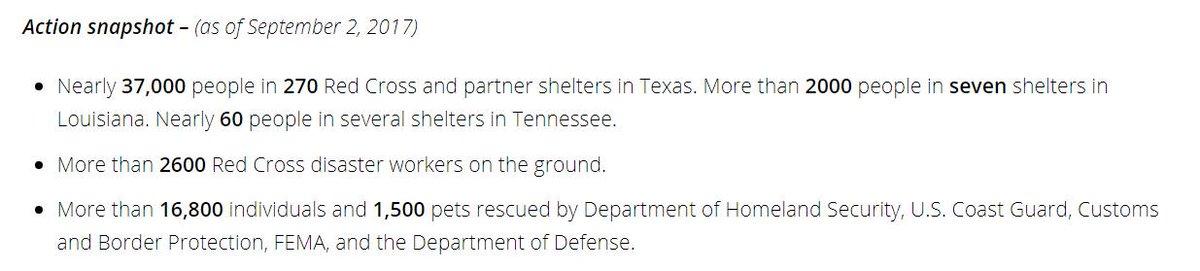 Action snapshot – (as of September 2, 2017)
• Nearly 37,000 people in 270 Red Cross and partner shelters in Texas. More than 2000 people in seven shelters in
Louisiana. Nearly 60 people in several shelters in Tennessee.
• More than 2600 Red Cross disaster workers on the ground.
• More than 16,800 individuals and 1,500 pets rescued by Department of Homeland Security, U.S. Coast Guard, Customs
and Border Protection, FEMA, and the Department of Defense.